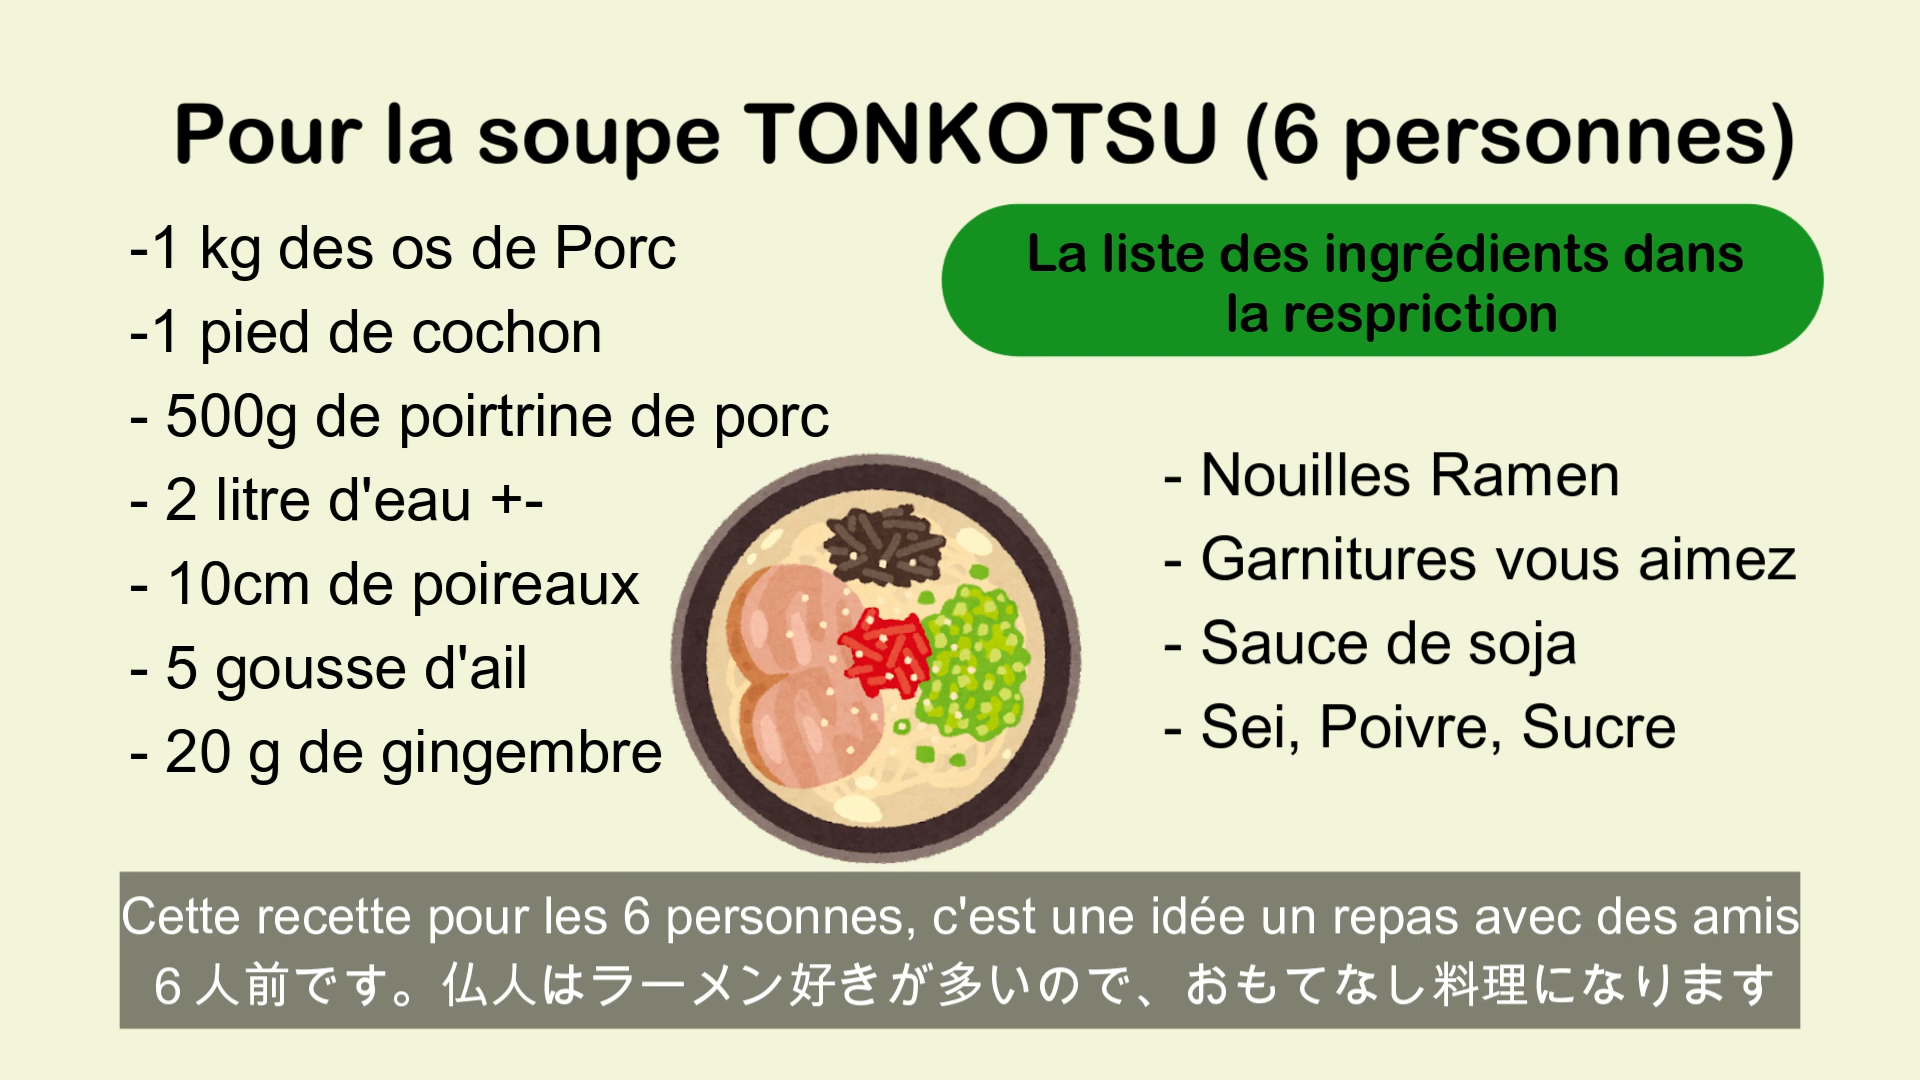 Pour la soupe TONKOTSU (6 personnes)
-1 kg des os de Porc
-1 pied de cochon
- 500g de poirtrine de porc
- 2 litre d'eau +-
- 10cm de poireaux
- 5 gousse d'ail
- 20 g de gingembre
La liste des ingrédients dans
la respriction
- Nouilles Ramen
- Garnitures vous aimez
- Sauce de soja
- Sei, Poivre, Sucre
Cette recette pour les 6 personnes, c'est une idée un repas avec des amis
６人前です。仏人はラーメン好きが多いので、おもてなし料理になります